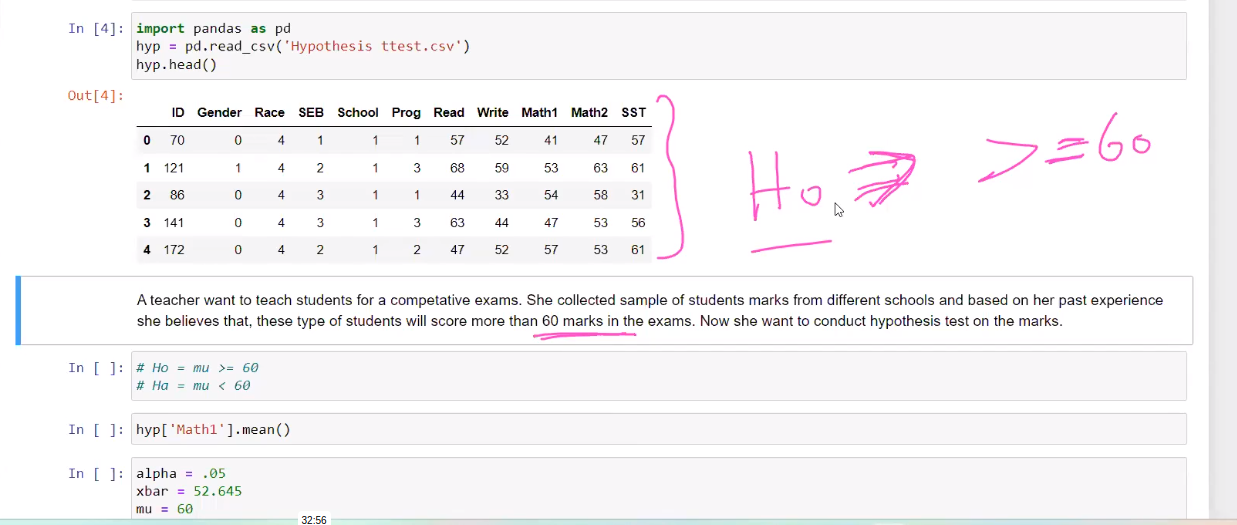 In [4]: import pandas as pd
hyp = pd.read_csv('Hypothesis ttest.csv')
hyp.head()
Out[4]:
ID Gender Race SEB School Prog Read Write Math1 Math2 SST
0 70 0 4 1 1 1 57 52 41 47 57
1 121 1 4 2 1 3 68 59 53 63 61
2 86 0 4 3 1 1 44 33 54 58 31
3 141 0 4 3 1 3 63 44 47 53 56
4 172 0 4 2 1 2 47 52 57 53 61
Ho > = 60
A teacher want to teach students for a competative exams. She collected sample of students marks from different schools and based on her past experience
she believes that, these type of students will score more than 60 marks in the exams. Now she want to conduct hypothesis test on the marks.
In [ ]: # Ho = mu >= 60
# Ha = mu < 60
In [ ]: hyp['Math1'].mean()
In [ ]: alpha = .05
xbar = 52.645
mu = 60
32:56